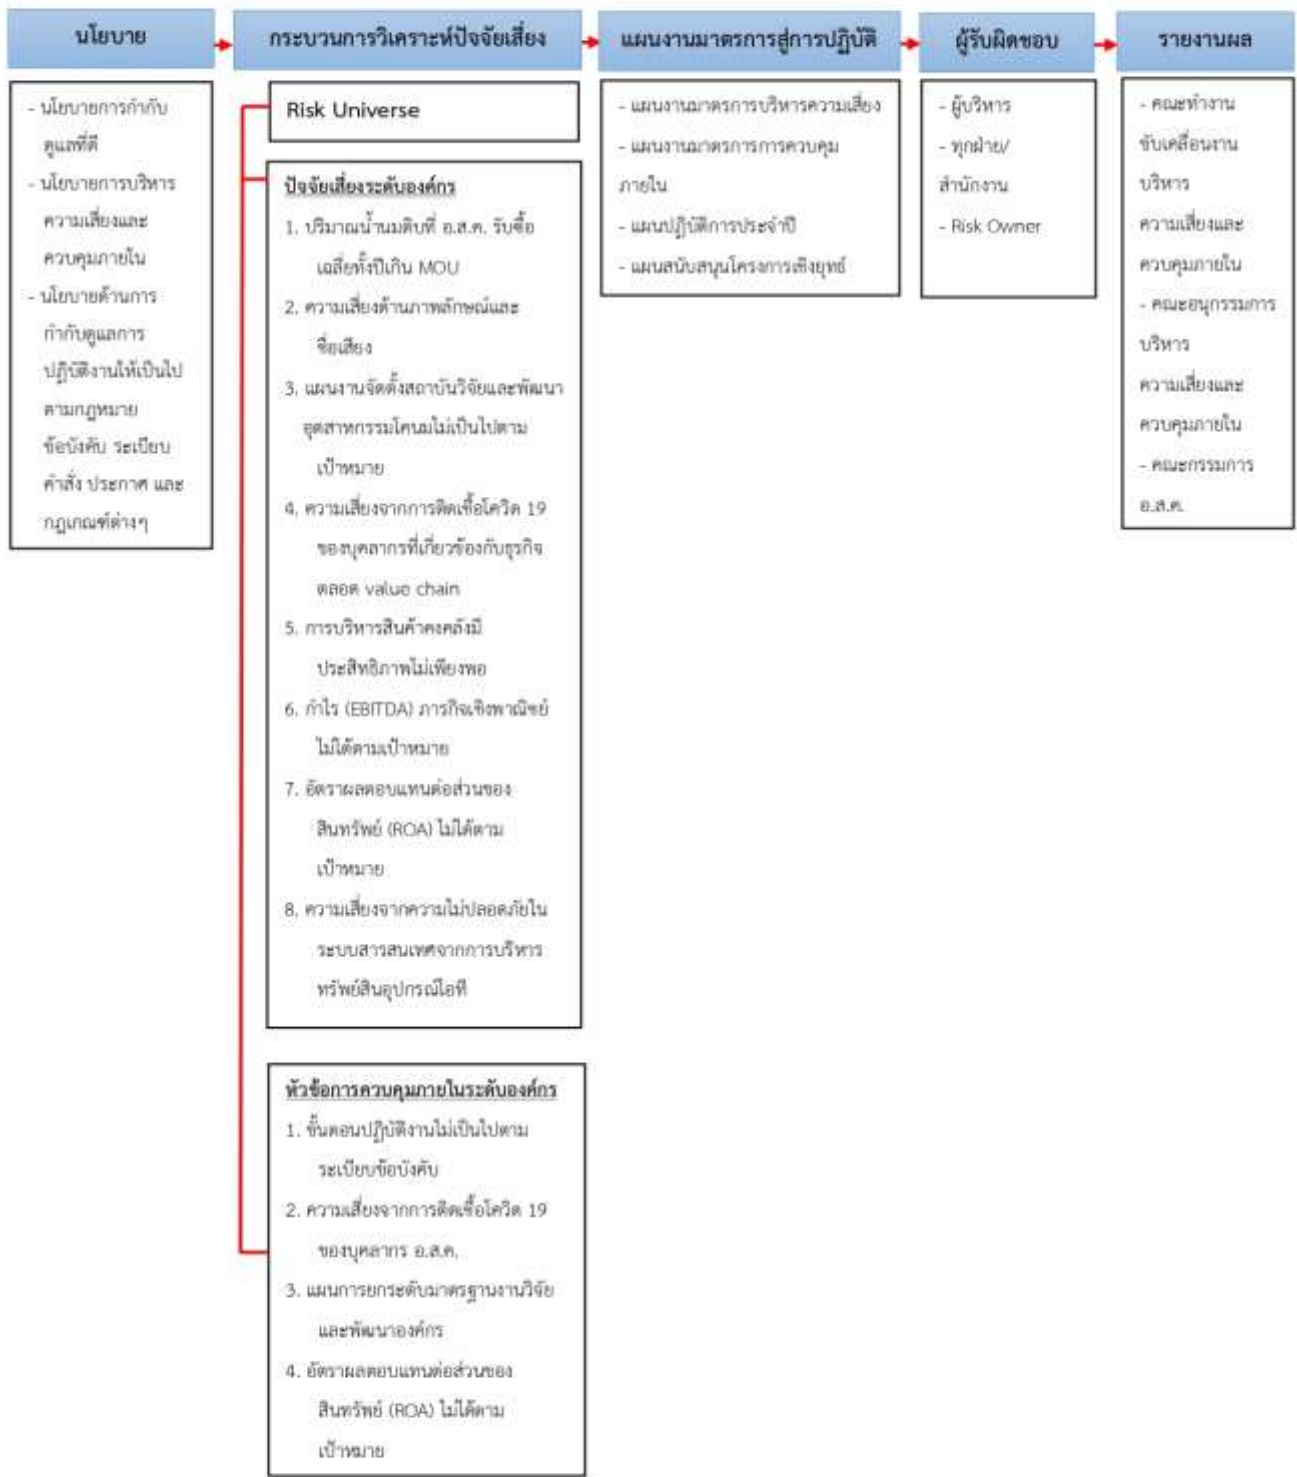 นโยบาย
กระบวนการวิเคราะห์ปัจจัยเสี่ยง
แผนงานมาตรการสู่การปฏิบัติ
ผู้รับผิดชอบ
รายงานผล
- นโยบายการกำกับ
ดูแลที่ดี
- นโยบายการบริหาร
ความเสี่ยงและ
ควบคุมภายใน
- นโยบายด้านการ
กำกับดูแลการ
ปฏิบัติงานให้เป็นไป
ตามกฎหมาย
ข้อบังคับ ระเบียบ
คำสั่ง ประกาศ และ
กฎเกณฑ์ต่างๆ
Risk Universe
ปัจจัยเสี่ยงระดับองค์กร
1. ปริมาณน้ำนมดิบที่ อ.ส.ค. รับซื้อ
เฉลี่ยทั้งปีเกิน MOU
2. ความเสี่ยงด้านภาพลักษณ์และ
ชื่อเสียง
3. แผนงานจัดตั้งสถาบันวิจัยและพัฒนา
อุตสาหกรรมโคนมไม่เป็นไปตาม
เป้าหมาย
4. ความเสี่ยงจากการติดเชื้อโควิด 19
ของบุคลากรที่เกี่ยวข้องกับธุรกิจ
ตลอด value chain
5. การบริหารสินค้าคงคลังมี
ประสิทธิภาพไม่เพียงพอ
6. กำไร (EBITDA) ภารกิจเชิงพาณิชย์
ไม่ได้ตามเป้าหมาย
7. อัตราผลตอบแทนต่อส่วนของ
สินทรัพย์ (ROA) ไม่ได้ตาม
เป้าหมาย
8. ความเสี่ยงจากความไม่ปลอดภัยใน
ระบบสารสนเทศจากการบริหาร
ทรัพย์สินอุปกรณ์ไอที
หัวข้อการควบคุมภายในระดับองค์กร
1. ขั้นตอนปฏิบัติงานไม่เป็นไปตาม
ระเบียบข้อบังคับ
2. ความเสี่ยงจากการติดเชื้อโควิด 19
ของบุคลากร อ.ส.ค.
3. แผนการยกระดับมาตรฐานงานวิจัย
และพัฒนาองค์กร
4. อัตราผลตอบแทนต่อส่วนของ
สินทรัพย์ (ROA) ไม่ได้ตาม
เป้าหมาย
- แผนงานมาตรการบริหารความเสี่ยง
- แผนงานมาตรการการควบคุม
ภายใน
- แผนปฏิบัติการประจำปี
- แผนสนับสนุนโครงการเชิงยุทธ์
- ผู้บริหาร
- ทุกฝ่าย/
สำนักงาน
- Risk Owner
- คณะทำงาน
ขับเคลื่อนงาน
บริหาร
ความเสี่ยงและ
ควบคุมภายใน
- คณะอนุกรรมการ
บริหาร
ความเสี่ยงและ
ควบคุมภายใน
- คณะกรรมการ
อ.ส.ค.